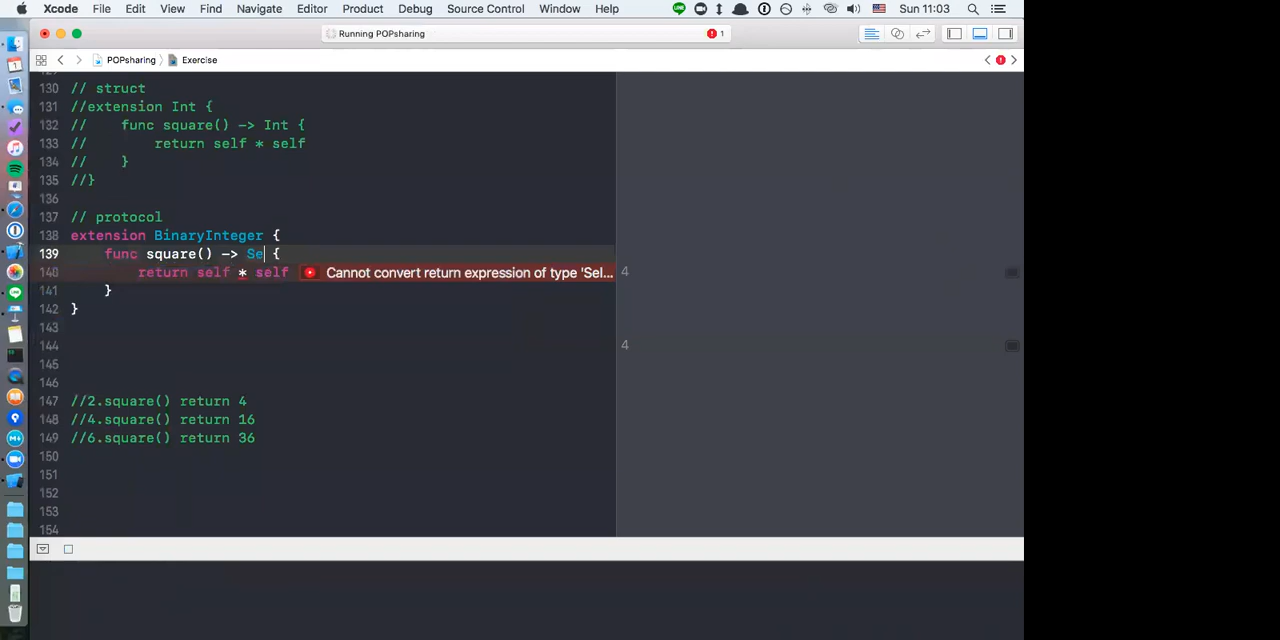 Xcode File Edit View Find Navigate Editor Product Debug Source Control Window Help Sun 11:03
Running POPsharing 1
POPsharing Exercise
129
130 // struct
131 //extension Int {
132 //    func square() -> Int {
133 //        return self * self
134 //    }
135 //}
136
137 // protocol
138 extension BinaryInteger {
139     func square() -> Se {
140         return self * self Cannot convert return expression of type 'Sel... 4
141     }
142 }
143
144 4
145
146
147 //2.square() return 4
148 //4.square() return 16
149 //6.square() return 36
150
151
152
153
154